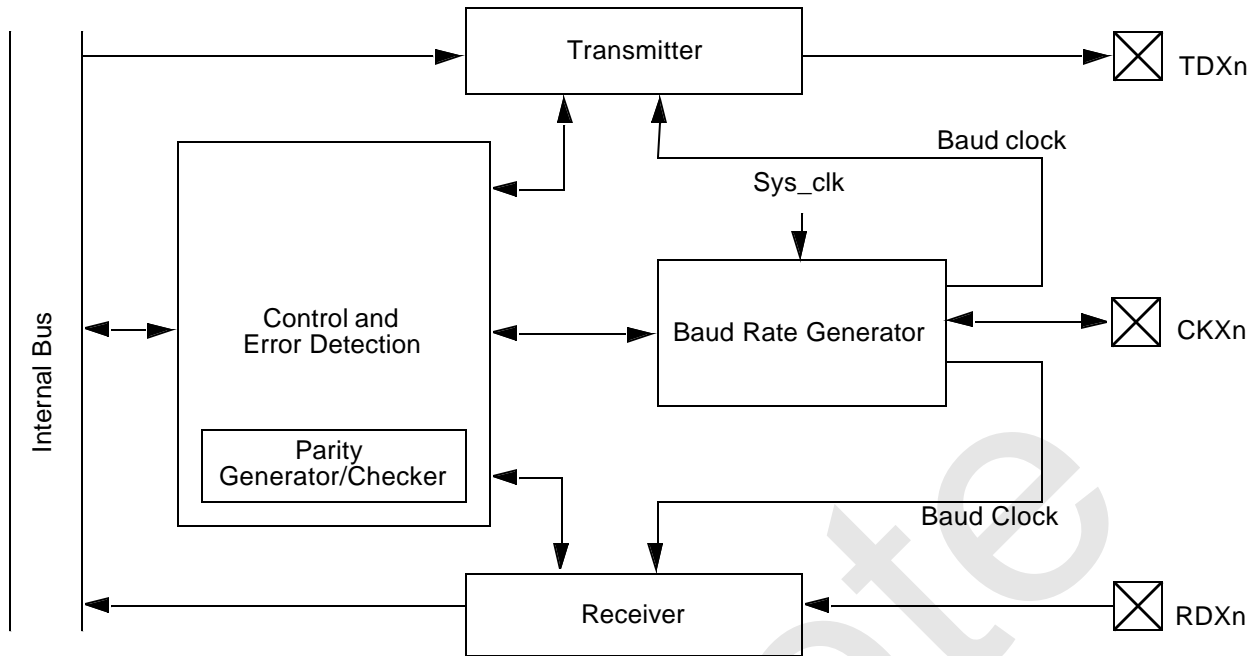 Transmitter
TDXn
Baud clock
Sys_clk
Internal Bus
Control and
Error Detection
Baud Rate Generator
CKXn
Parity
Generator/Checker
Baud Clock
Receiver
RDXn